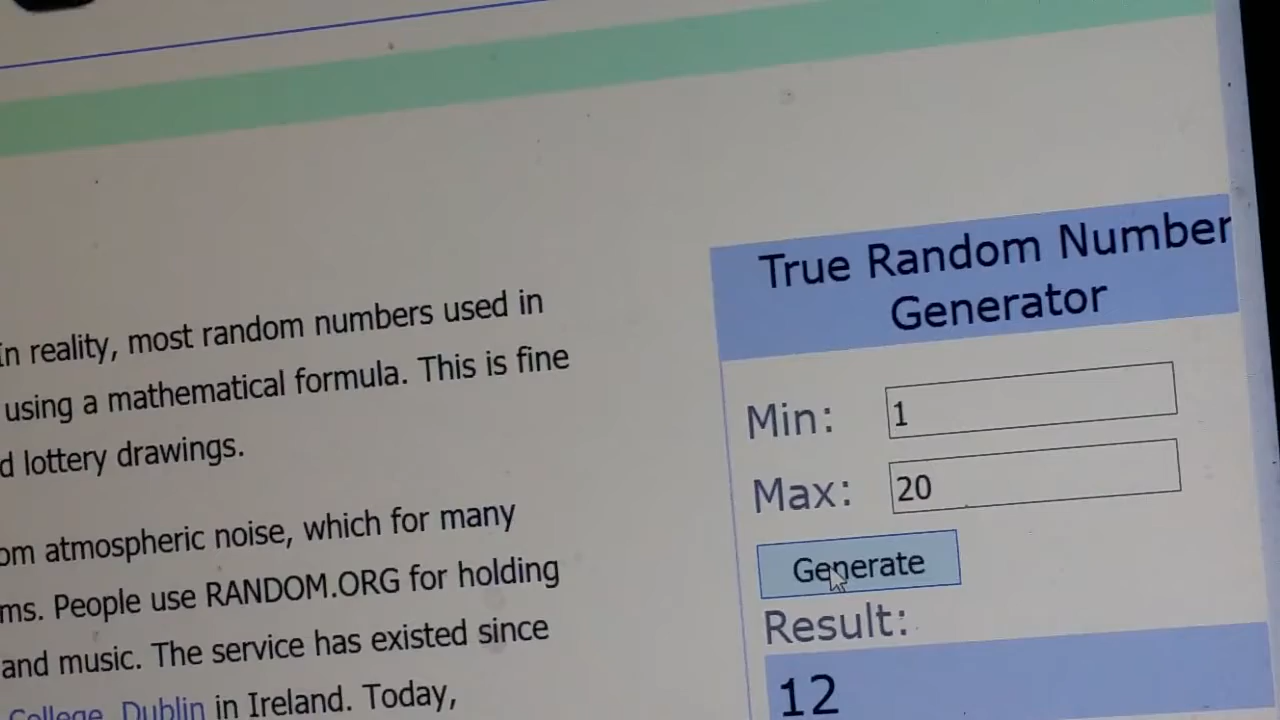 In reality, most random numbers used in
using a mathematical formula. This is fine
d lottery drawings.
om atmospheric noise, which for many
ms. People use RANDOM.ORG for holding
and music. The service has existed since
College, Dublin in Ireland. Today,
True Random Number
Generator
Min: 1
Max: 20
Generate
Result:
12